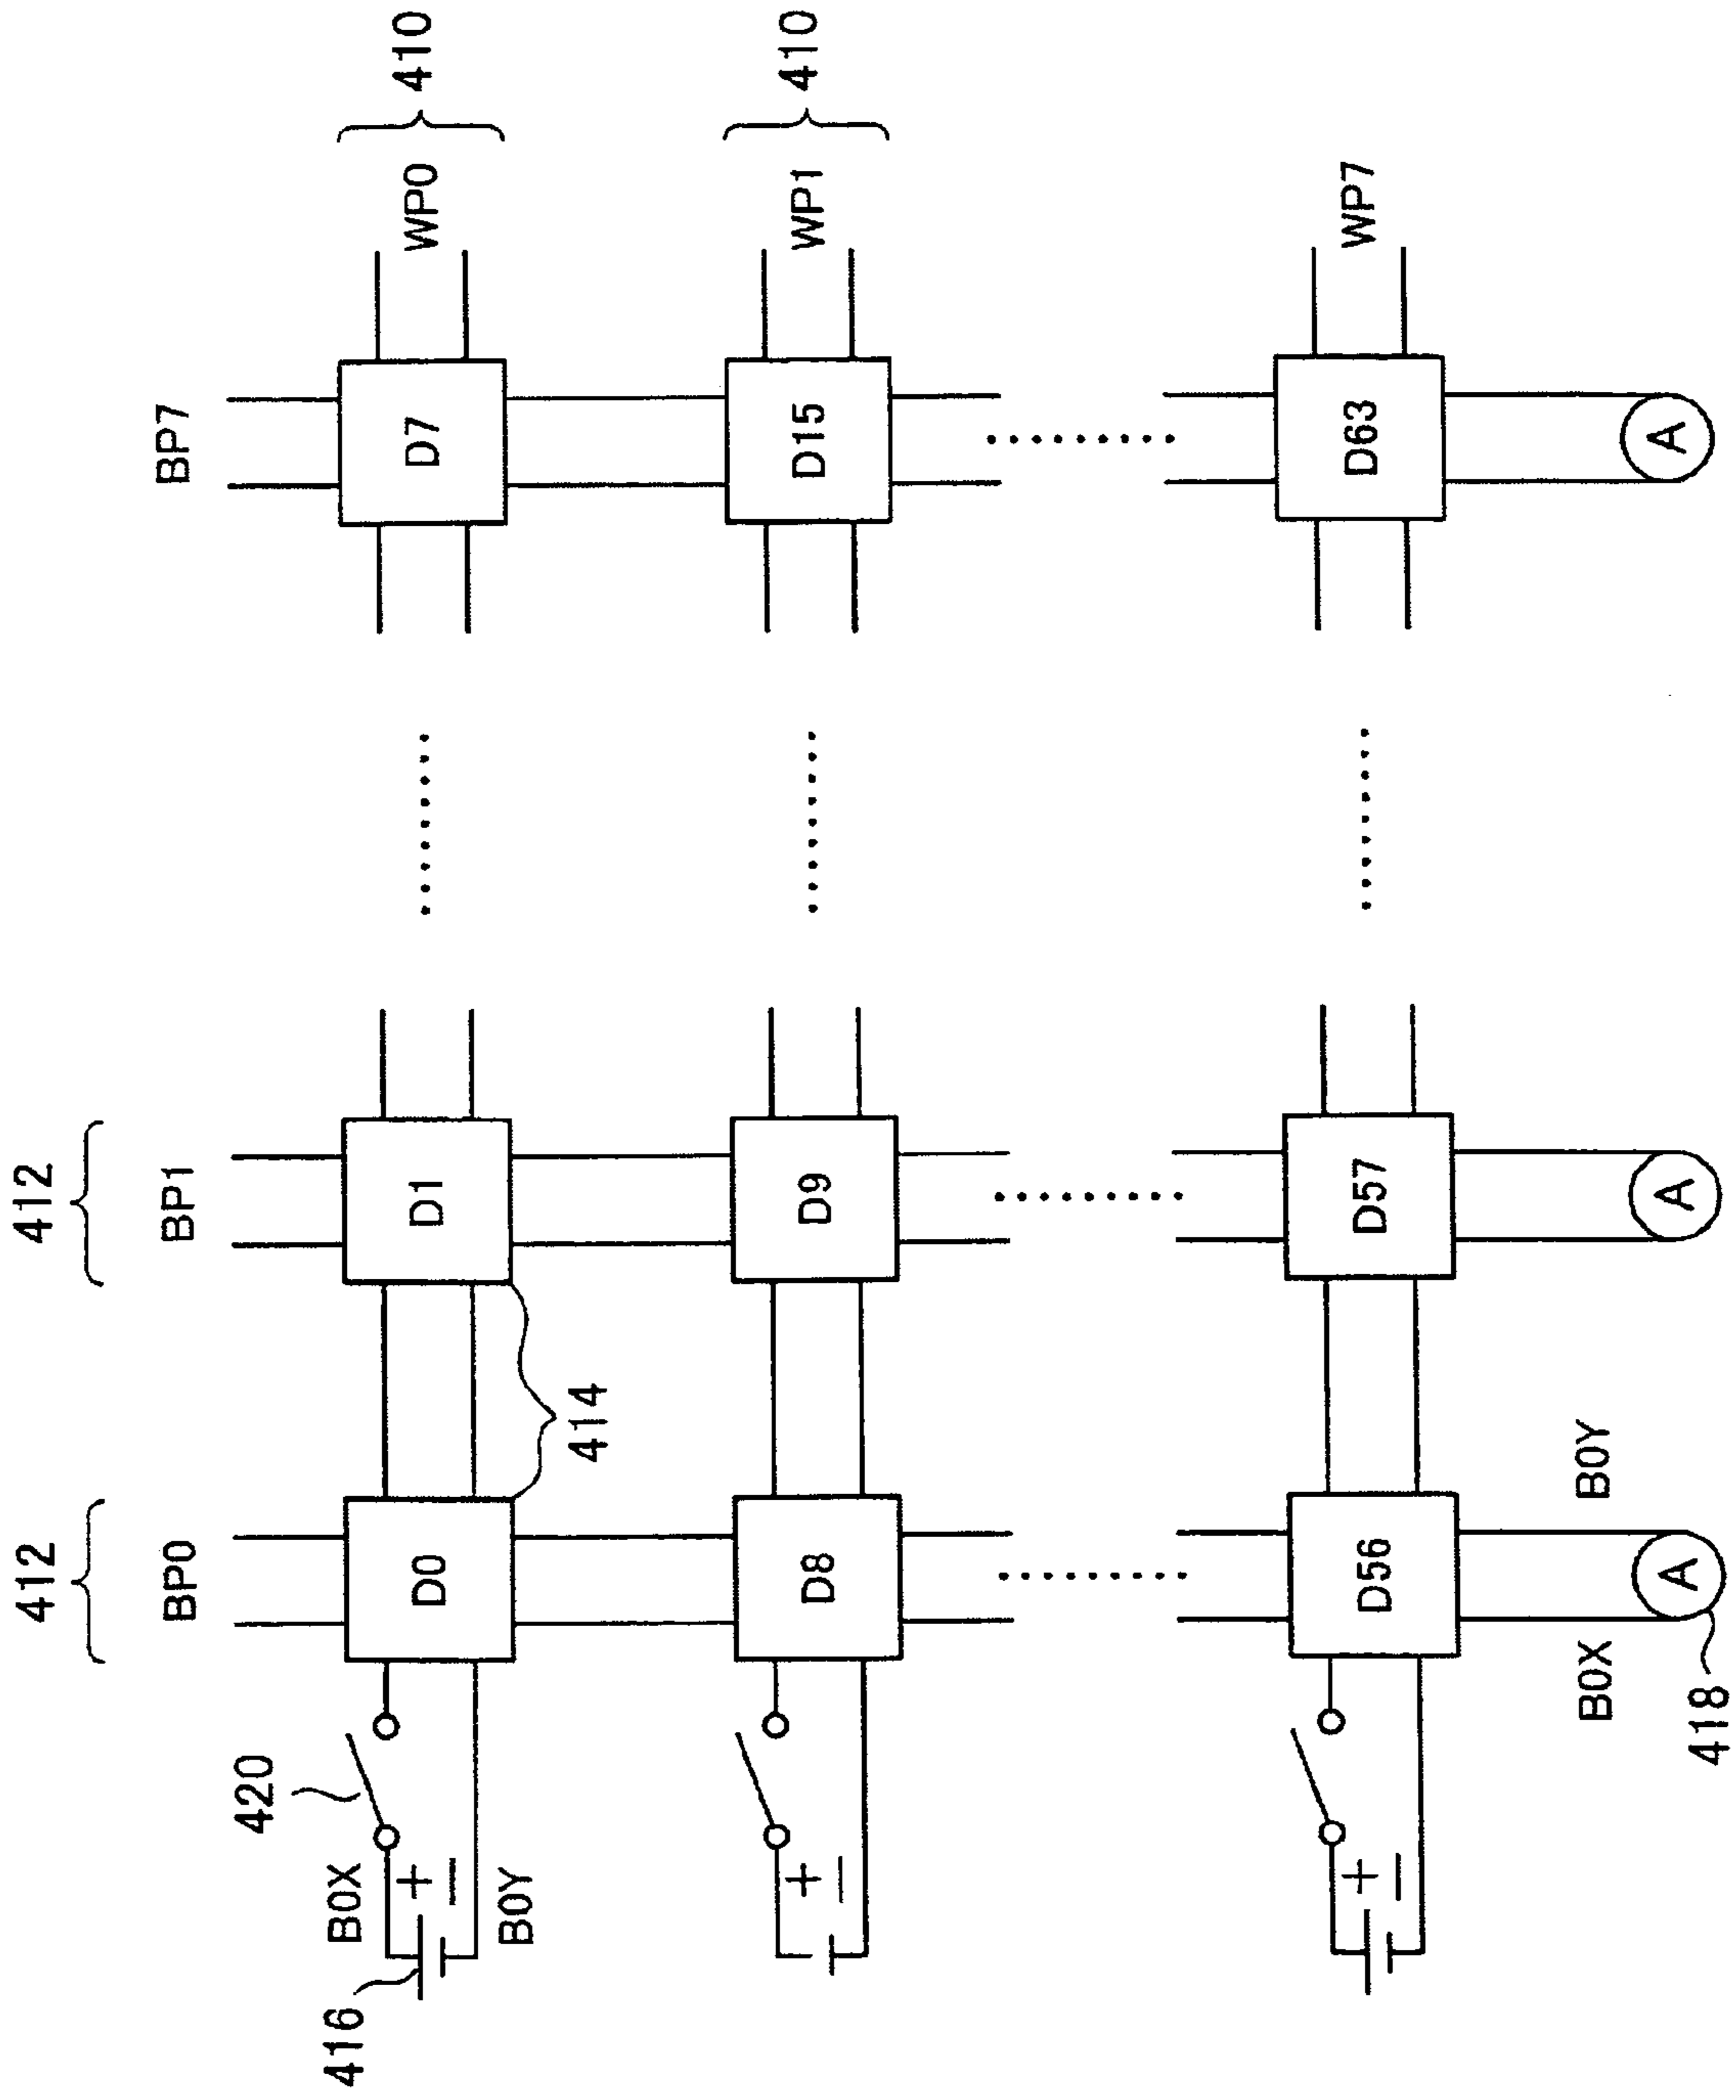 412 412
BP0 BP1 BP7
420
416 B0X
+
−
D0 D1 D7 WP0 410
B0Y
414
+
−
D8 D9 D15 WP1 410
+
−
D56 D57 D63 WP7
B0X B0Y
A A A
418